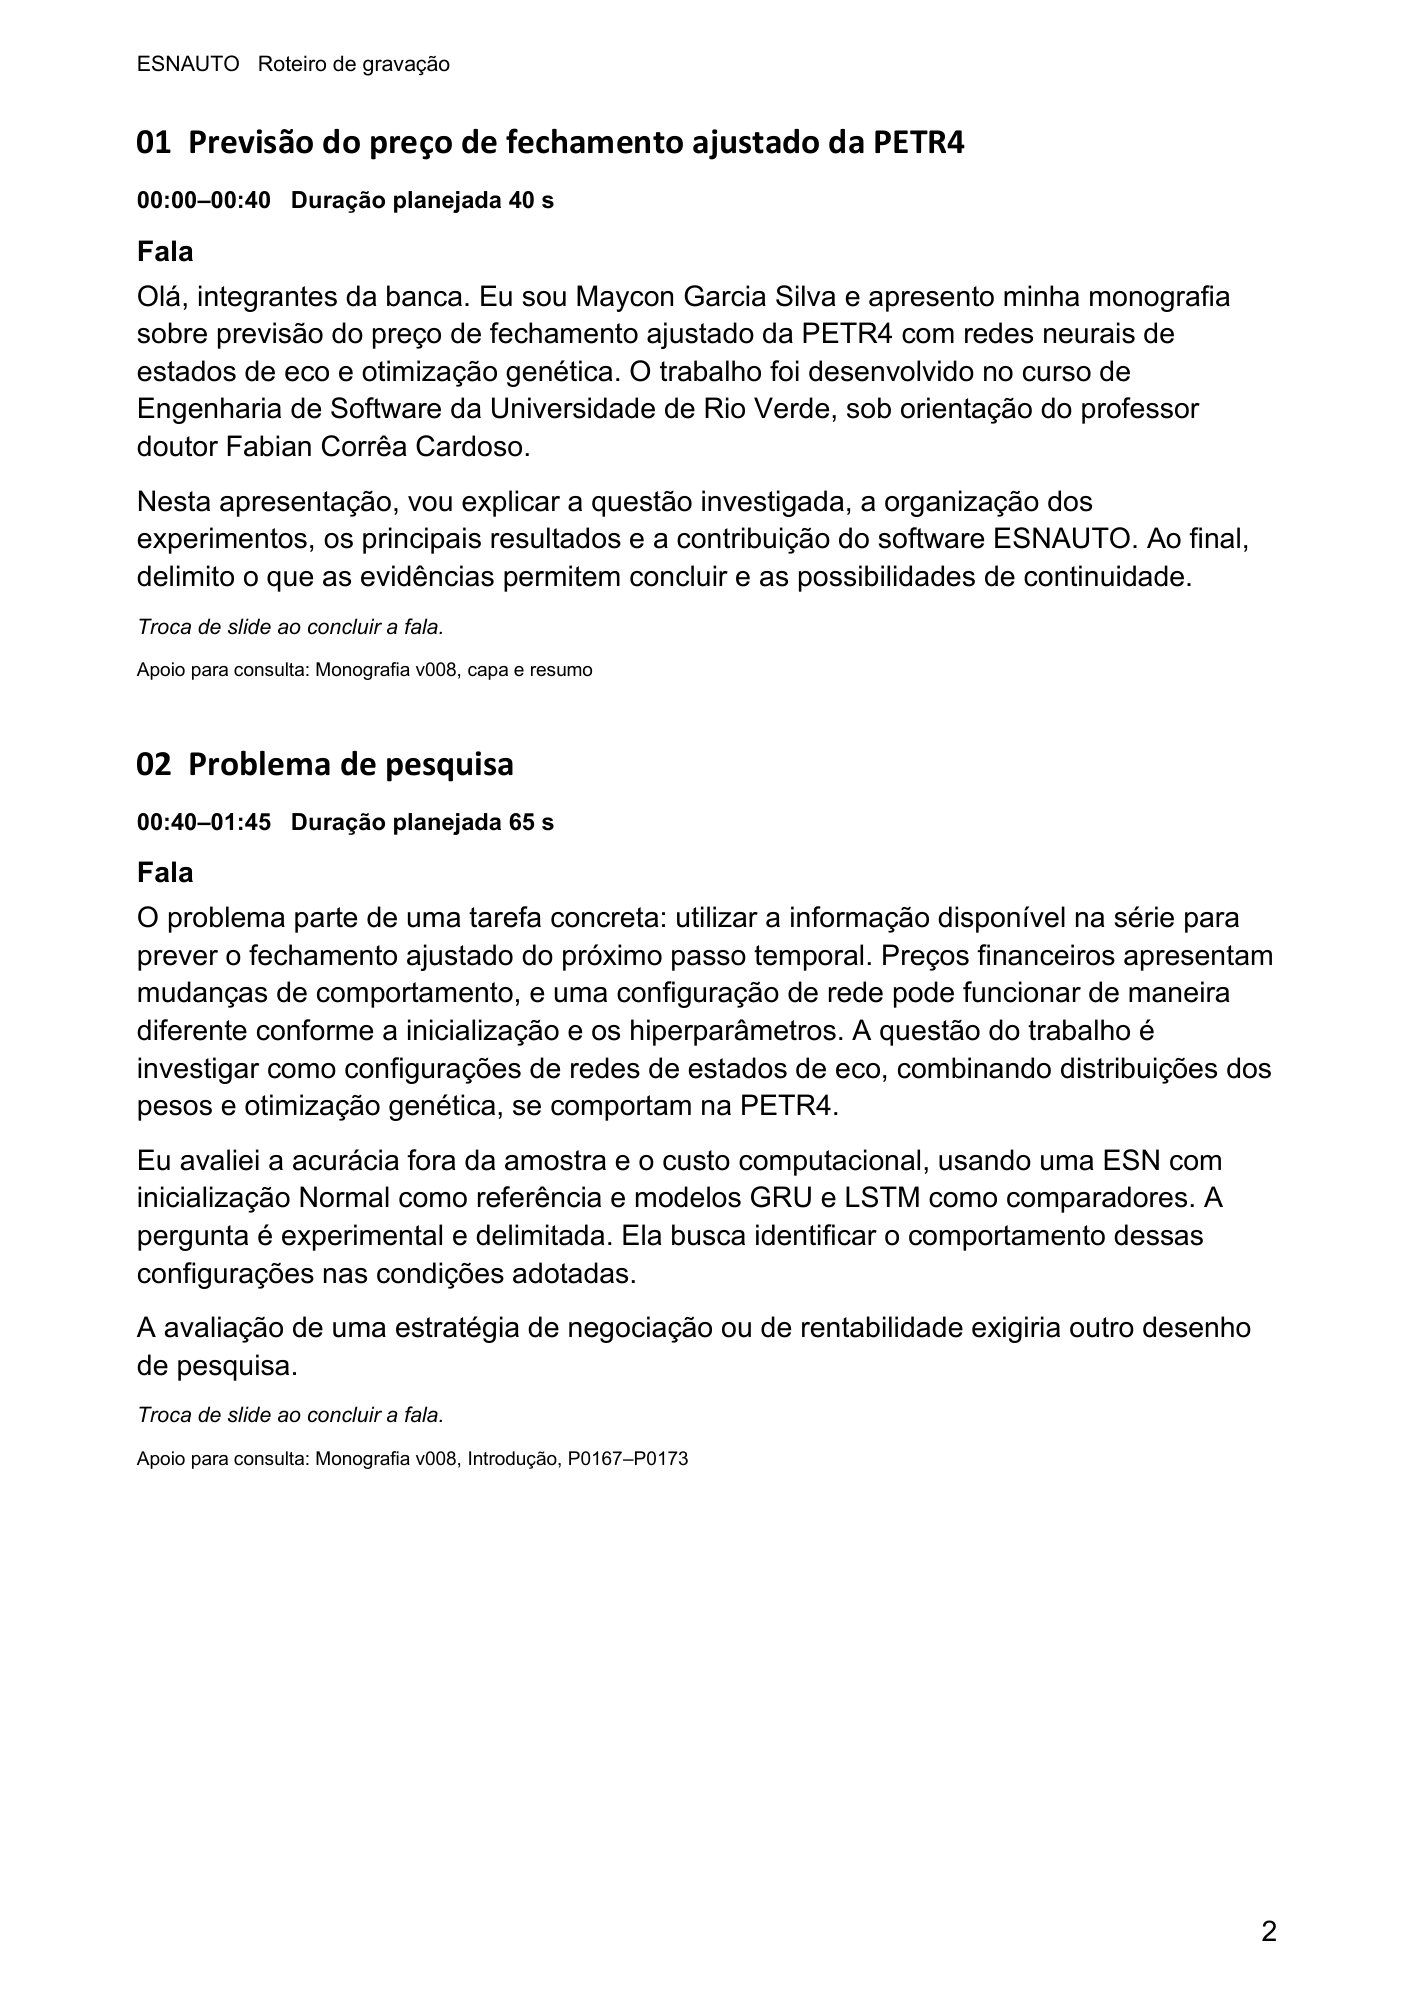 ESNAUTO   Roteiro de gravação
01  Previsão do preço de fechamento ajustado da PETR4
00:00–00:40   Duração planejada 40 s
Fala
Olá, integrantes da banca. Eu sou Maycon Garcia Silva e apresento minha monografia
sobre previsão do preço de fechamento ajustado da PETR4 com redes neurais de
estados de eco e otimização genética. O trabalho foi desenvolvido no curso de
Engenharia de Software da Universidade de Rio Verde, sob orientação do professor
doutor Fabian Corrêa Cardoso.
Nesta apresentação, vou explicar a questão investigada, a organização dos
experimentos, os principais resultados e a contribuição do software ESNAUTO. Ao final,
delimito o que as evidências permitem concluir e as possibilidades de continuidade.
Troca de slide ao concluir a fala.
Apoio para consulta: Monografia v008, capa e resumo
02  Problema de pesquisa
00:40–01:45   Duração planejada 65 s
Fala
O problema parte de uma tarefa concreta: utilizar a informação disponível na série para
prever o fechamento ajustado do próximo passo temporal. Preços financeiros apresentam
mudanças de comportamento, e uma configuração de rede pode funcionar de maneira
diferente conforme a inicialização e os hiperparâmetros. A questão do trabalho é
investigar como configurações de redes de estados de eco, combinando distribuições dos
pesos e otimização genética, se comportam na PETR4.
Eu avaliei a acurácia fora da amostra e o custo computacional, usando uma ESN com
inicialização Normal como referência e modelos GRU e LSTM como comparadores. A
pergunta é experimental e delimitada. Ela busca identificar o comportamento dessas
configurações nas condições adotadas.
A avaliação de uma estratégia de negociação ou de rentabilidade exigiria outro desenho
de pesquisa.
Troca de slide ao concluir a fala.
Apoio para consulta: Monografia v008, Introdução, P0167–P0173
2